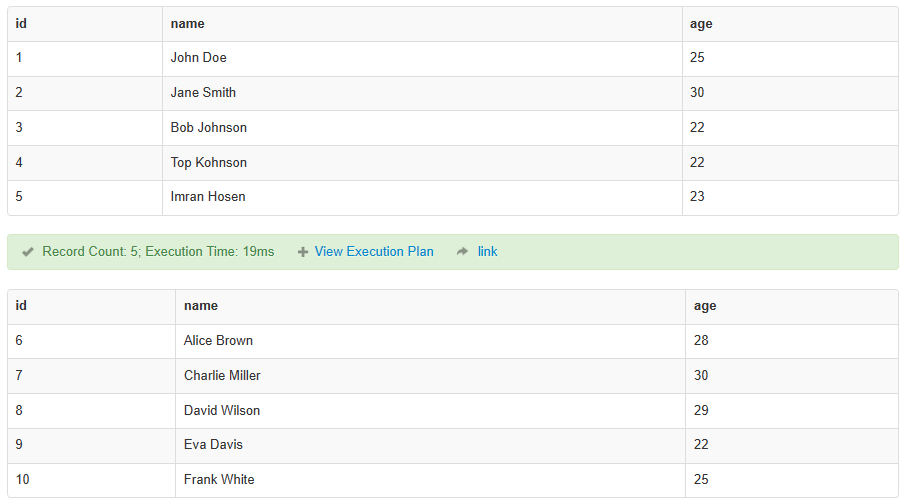 id name age
1 John Doe 25
2 Jane Smith 30
3 Bob Johnson 22
4 Top Kohnson 22
5 Imran Hosen 23
Record Count: 5; Execution Time: 19ms View Execution Plan link
id name age
6 Alice Brown 28
7 Charlie Miller 30
8 David Wilson 29
9 Eva Davis 22
10 Frank White 25